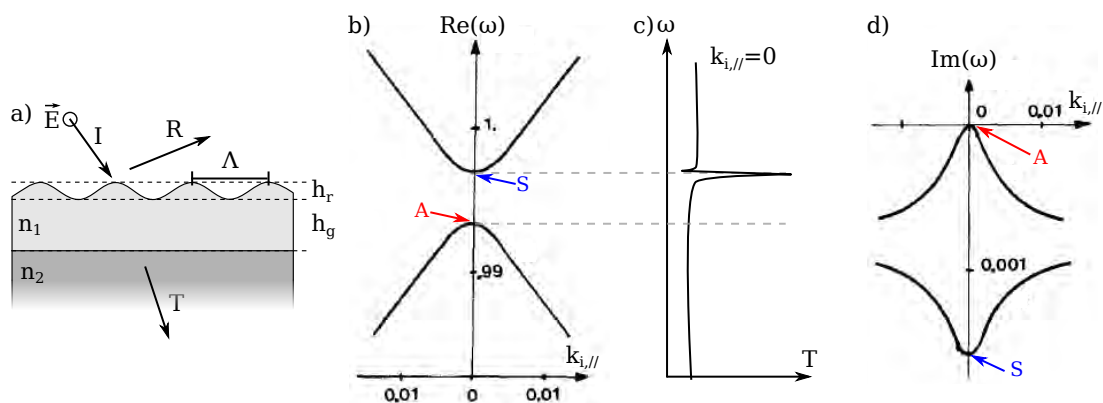 a)
E
I
R
Λ
h_r
n_1
h_g
n_2
T
b)
Re(ω)
1.
S
A
.99
k_i,//
0.01
0
0.01
c)
ω
k_i,//=0
T
d)
Im(ω)
0
0.01
k_i,//
A
0.001
S